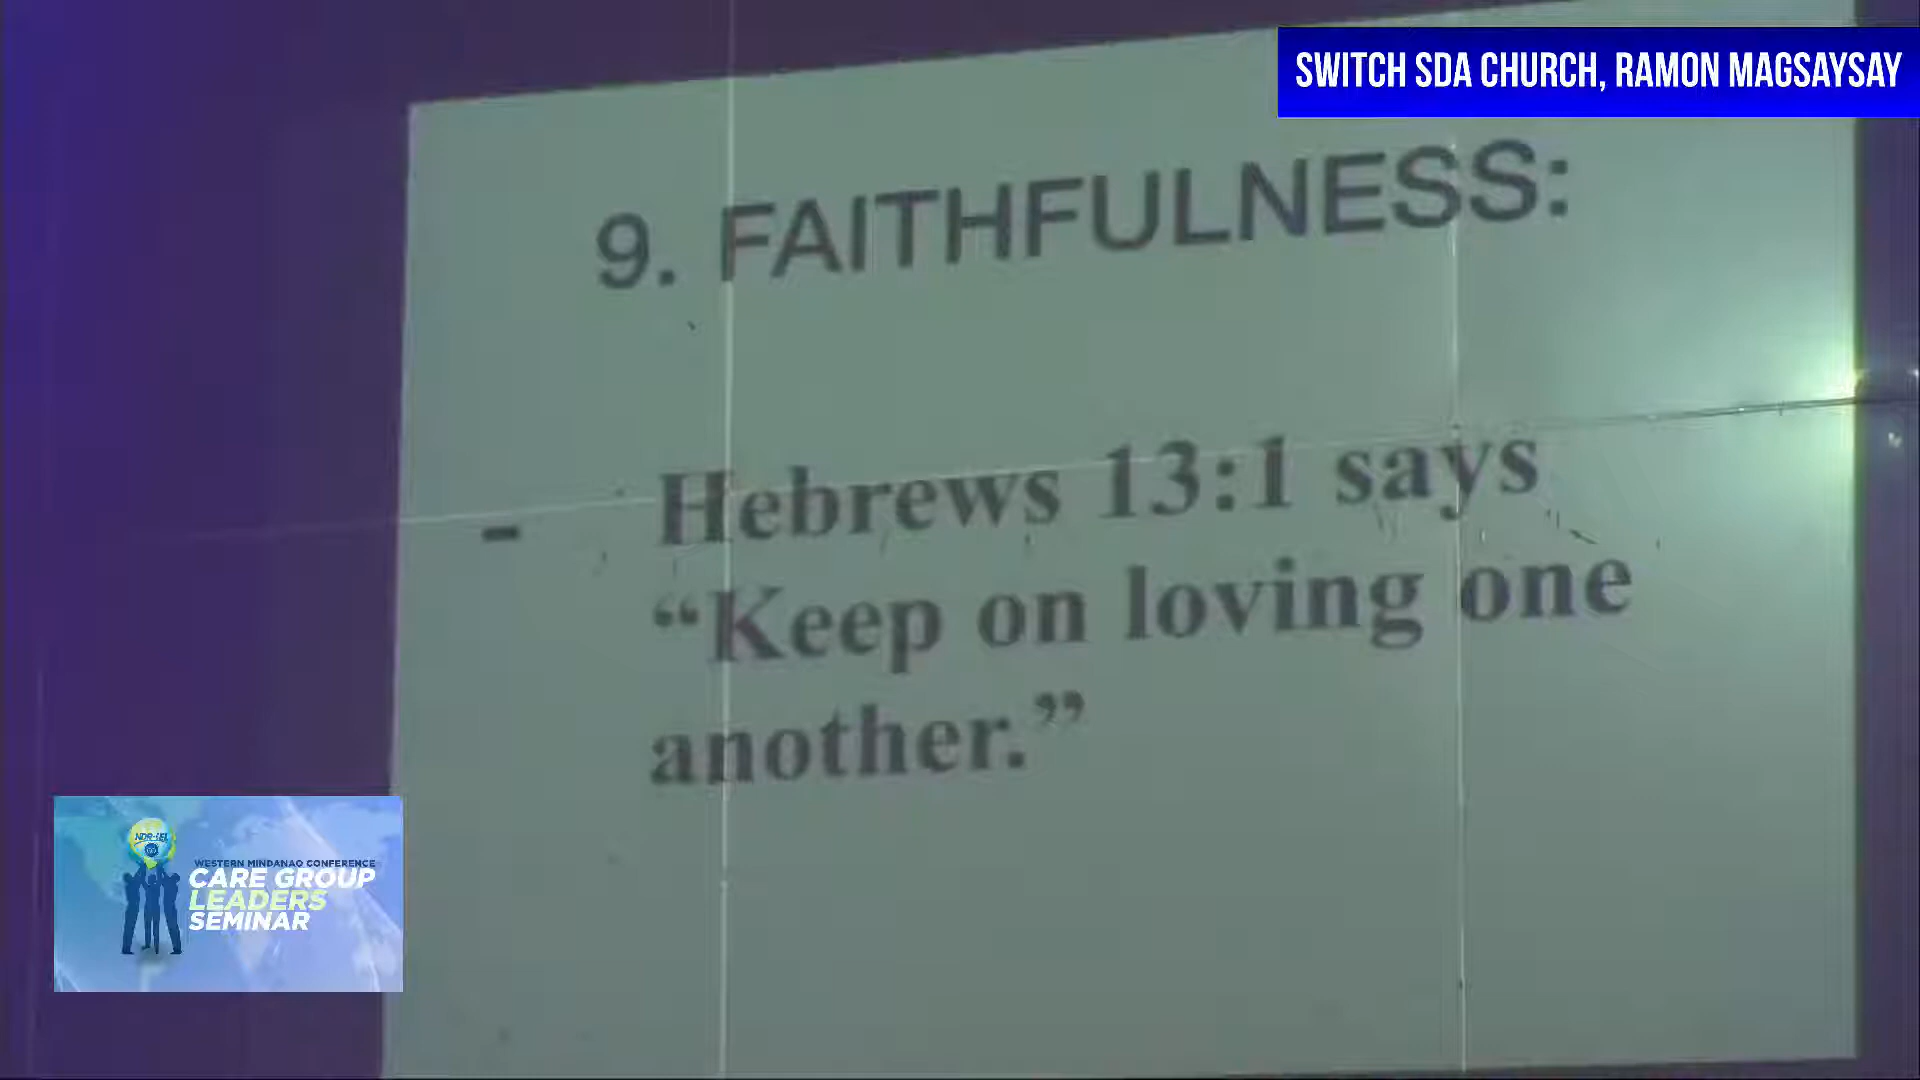 SWITCH SDA CHURCH, RAMON MAGSAYSAY
9. FAITHFULNESS:
- Hebrews 13:1 says
“Keep on loving one
another.”
WESTERN MINDANAO CONFERENCE
CARE GROUP
LEADERS
SEMINAR